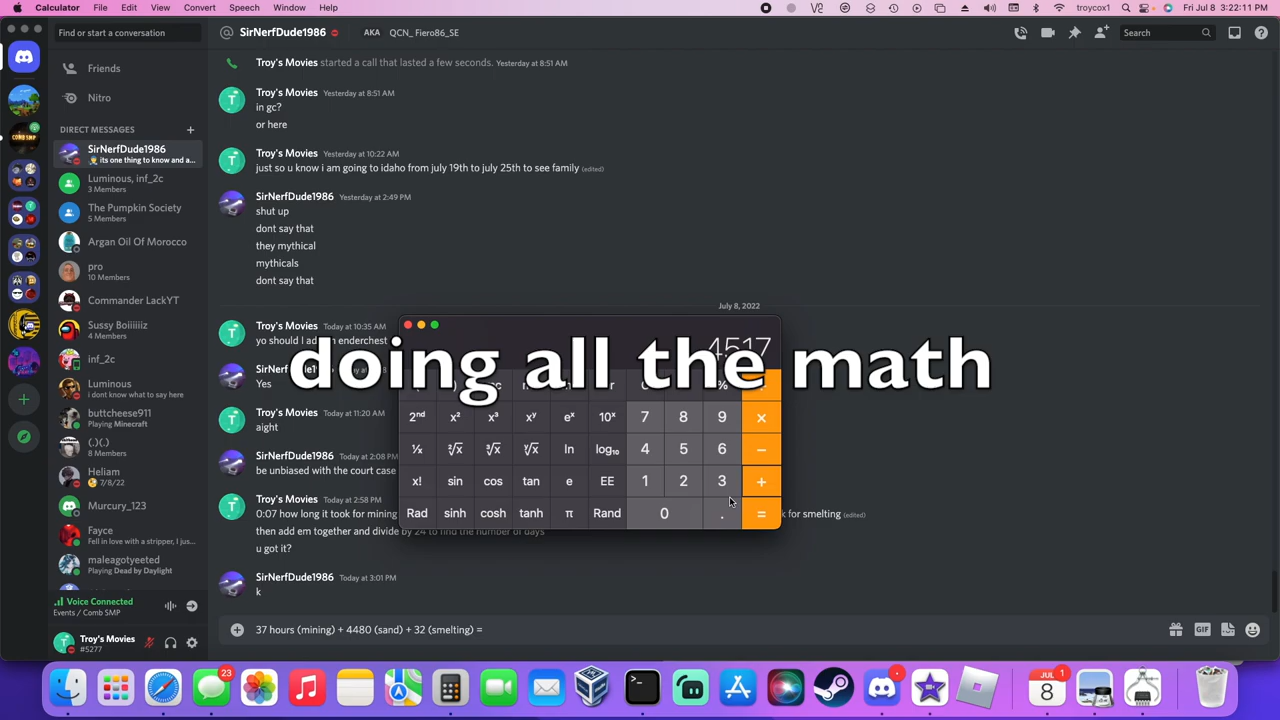 Calculator File Edit View Convert Speech Window Help
troycox1 Fri Jul 8 3:22:11 PM
Find or start a conversation
@ SirNerfDude1986 AKA QCN_ Fiero86_SE
Search
Friends
Nitro
DIRECT MESSAGES +
SirNerfDude1986
its one thing to know and a...
Luminous, inf_2c
3 Members
The Pumpkin Society
5 Members
Argan Oil Of Morocco
pro
10 Members
Commander LackYT
Sussy Boiiiiiz
4 Members
inf_2c
Luminous
i dont know what to say here
buttcheese911
Playing Minecraft
(.)(.)
8 Members
Heliam
7/8/22
Murcury_123
Fayce
Fell in love with a stripper, I jus...
maleagotyeeted
Playing Dead by Daylight
Voice Connected
Events / Comb SMP
Troy's Movies
#5277
Troy's Movies started a call that lasted a few seconds. Yesterday at 8:51 AM
Troy's Movies Yesterday at 8:51 AM
in gc?
or here
Troy's Movies Yesterday at 10:22 AM
just so u know i am going to idaho from july 19th to july 25th to see family (edited)
SirNerfDude1986 Yesterday at 2:49 PM
shut up
dont say that
they mythical
mythicals
dont say that
July 8, 2022
Troy's Movies Today at 10:35 AM
yo should I add enderchest
Yes
Troy's Movies Today at 11:20 AM
aight
SirNerfDude1986 Today at 2:08 PM
be unbiased with the court case
Troy's Movies Today at 2:58 PM
0:07 how long it took for mining
k for smelting (edited)
then add em together and divide by 24 to find the number of days
u got it?
SirNerfDude1986 Today at 3:01 PM
k
37 hours (mining) + 4480 (sand) + 32 (smelting) =
GIF
4517
doing all the math
2nd x² x³ xʸ eˣ 10ˣ 7 8 9 ×
¹/x ²√x ³√x ʸ√x ln log₁₀ 4 5 6 −
x! sin cos tan e EE 1 2 3 +
Rad sinh cosh tanh π Rand 0 . =
23
JUL
8
1